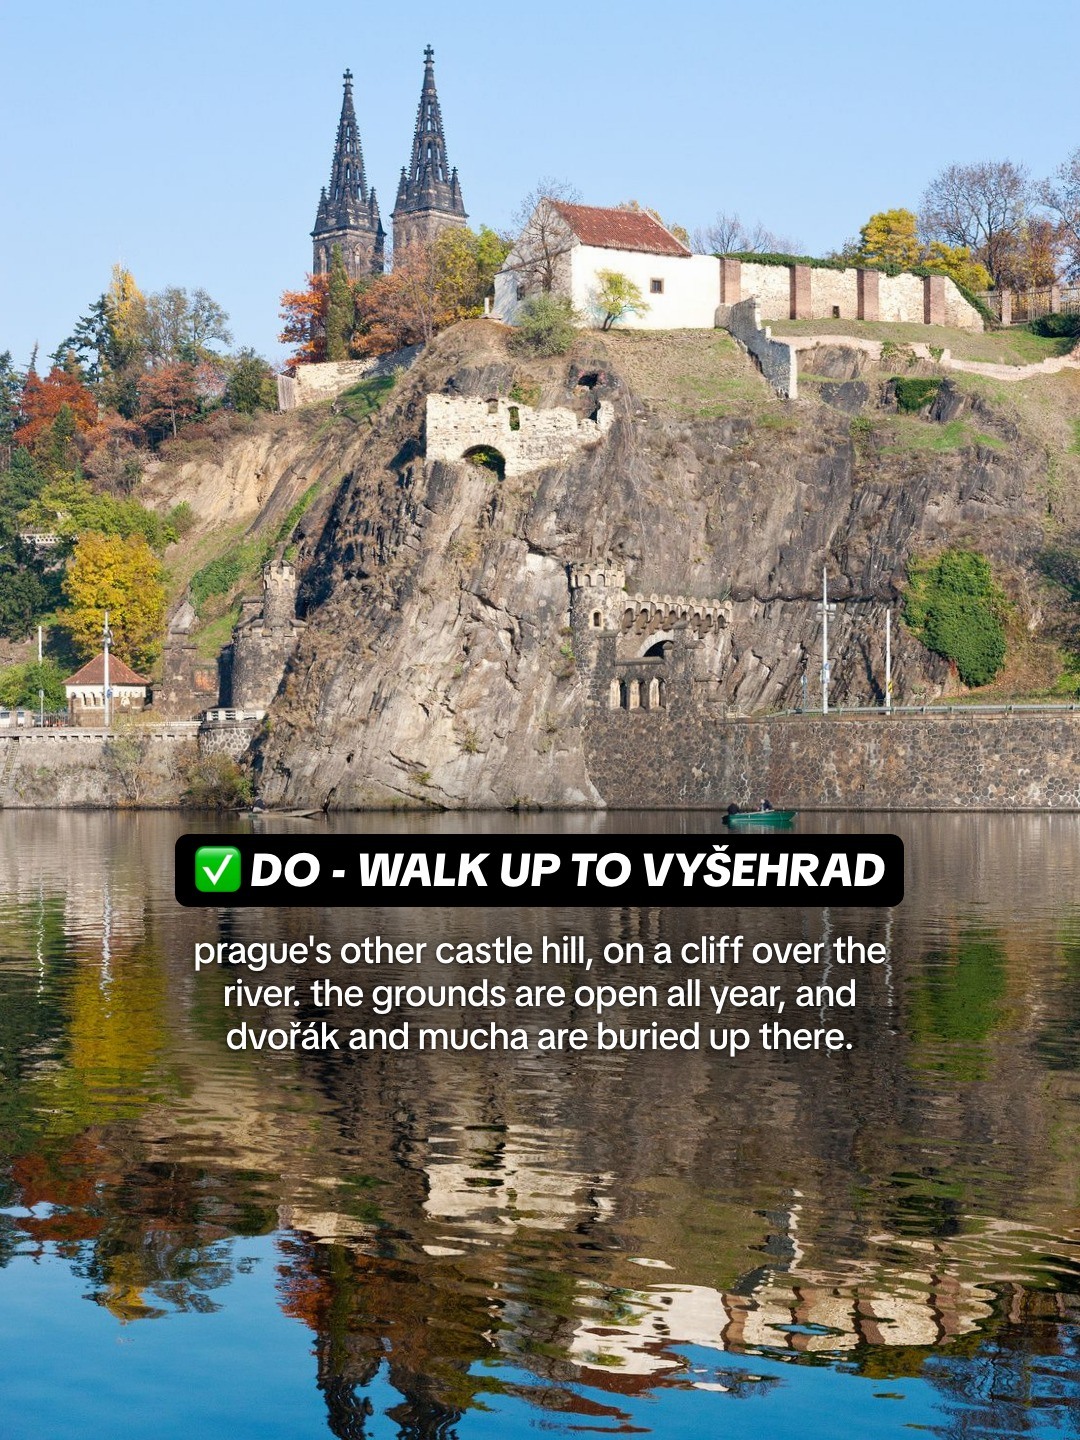 ✅ DO - WALK UP TO VYŠEHRAD
prague's other castle hill, on a cliff over the
river. the grounds are open all year, and
dvořák and mucha are buried up there.